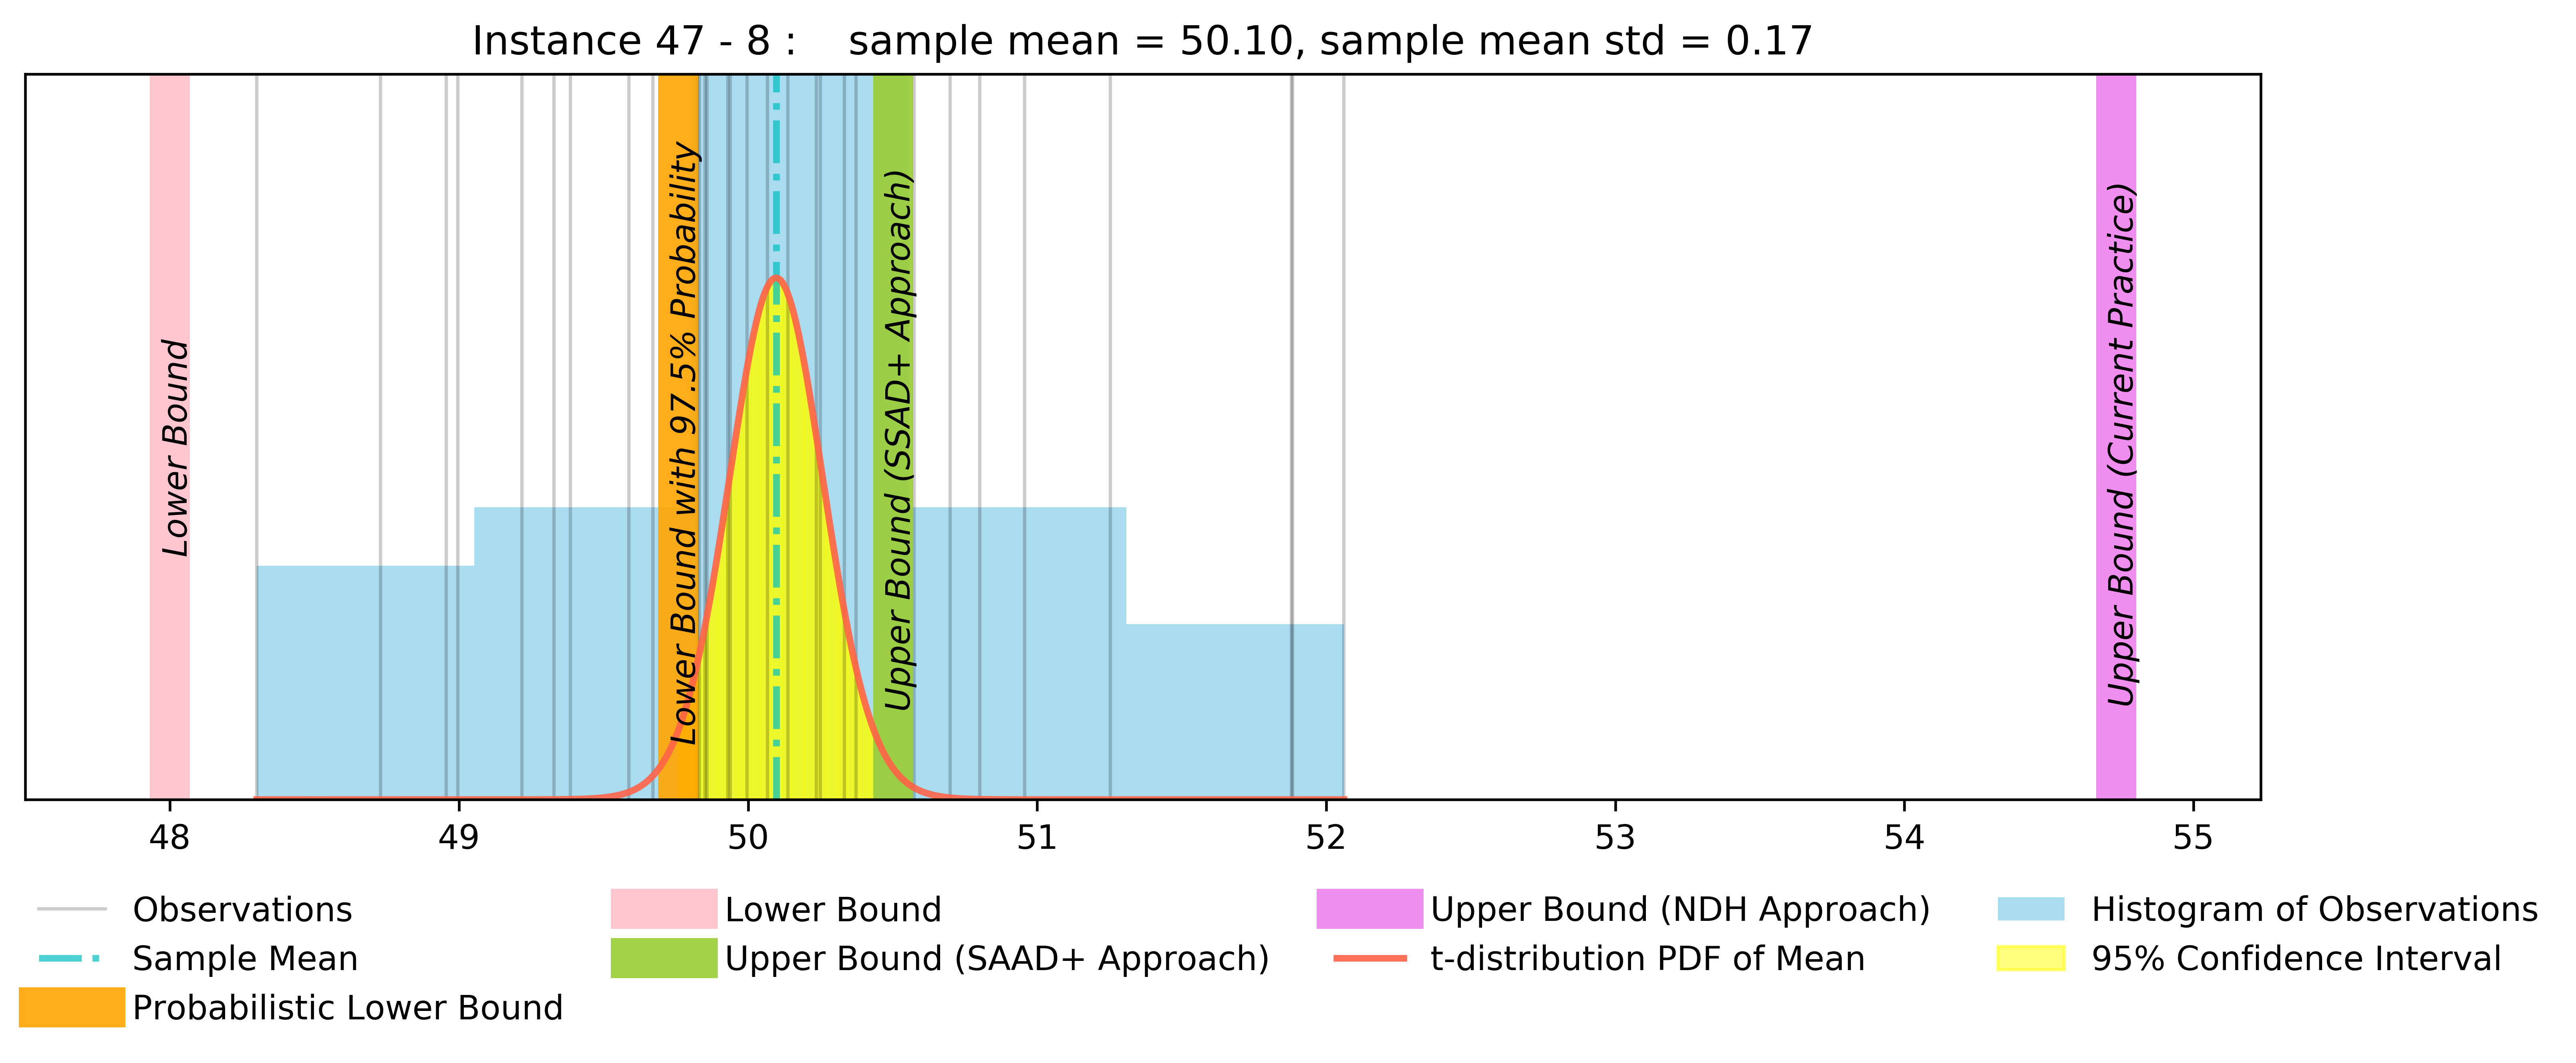 Instance 47 - 8 :    sample mean = 50.10, sample mean std = 0.17
Lower Bound
Lower Bound with 97.5% Probability
Upper Bound (SSAD+ Approach)
Upper Bound (Current Practice)
48 49 50 51 52 53 54 55
Observations
Sample Mean
Probabilistic Lower Bound
Lower Bound
Upper Bound (SAAD+ Approach)
Upper Bound (NDH Approach)
t-distribution PDF of Mean
Histogram of Observations
95% Confidence Interval